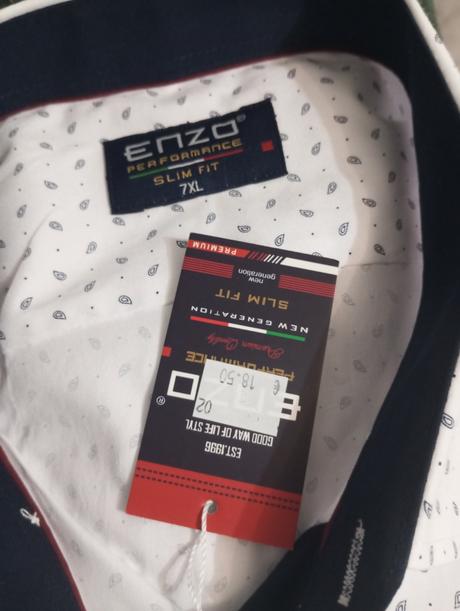 ENZO®
PERFORMANCE
SLIM FIT
7XL
EST.1996
GOOD WAY OF LIFE STYL
ENZO®
02
€ 18.50
PERFORMANCE
Premium Quality
NEW GENERATION
SLIM FIT
new
generation
PREMIUM